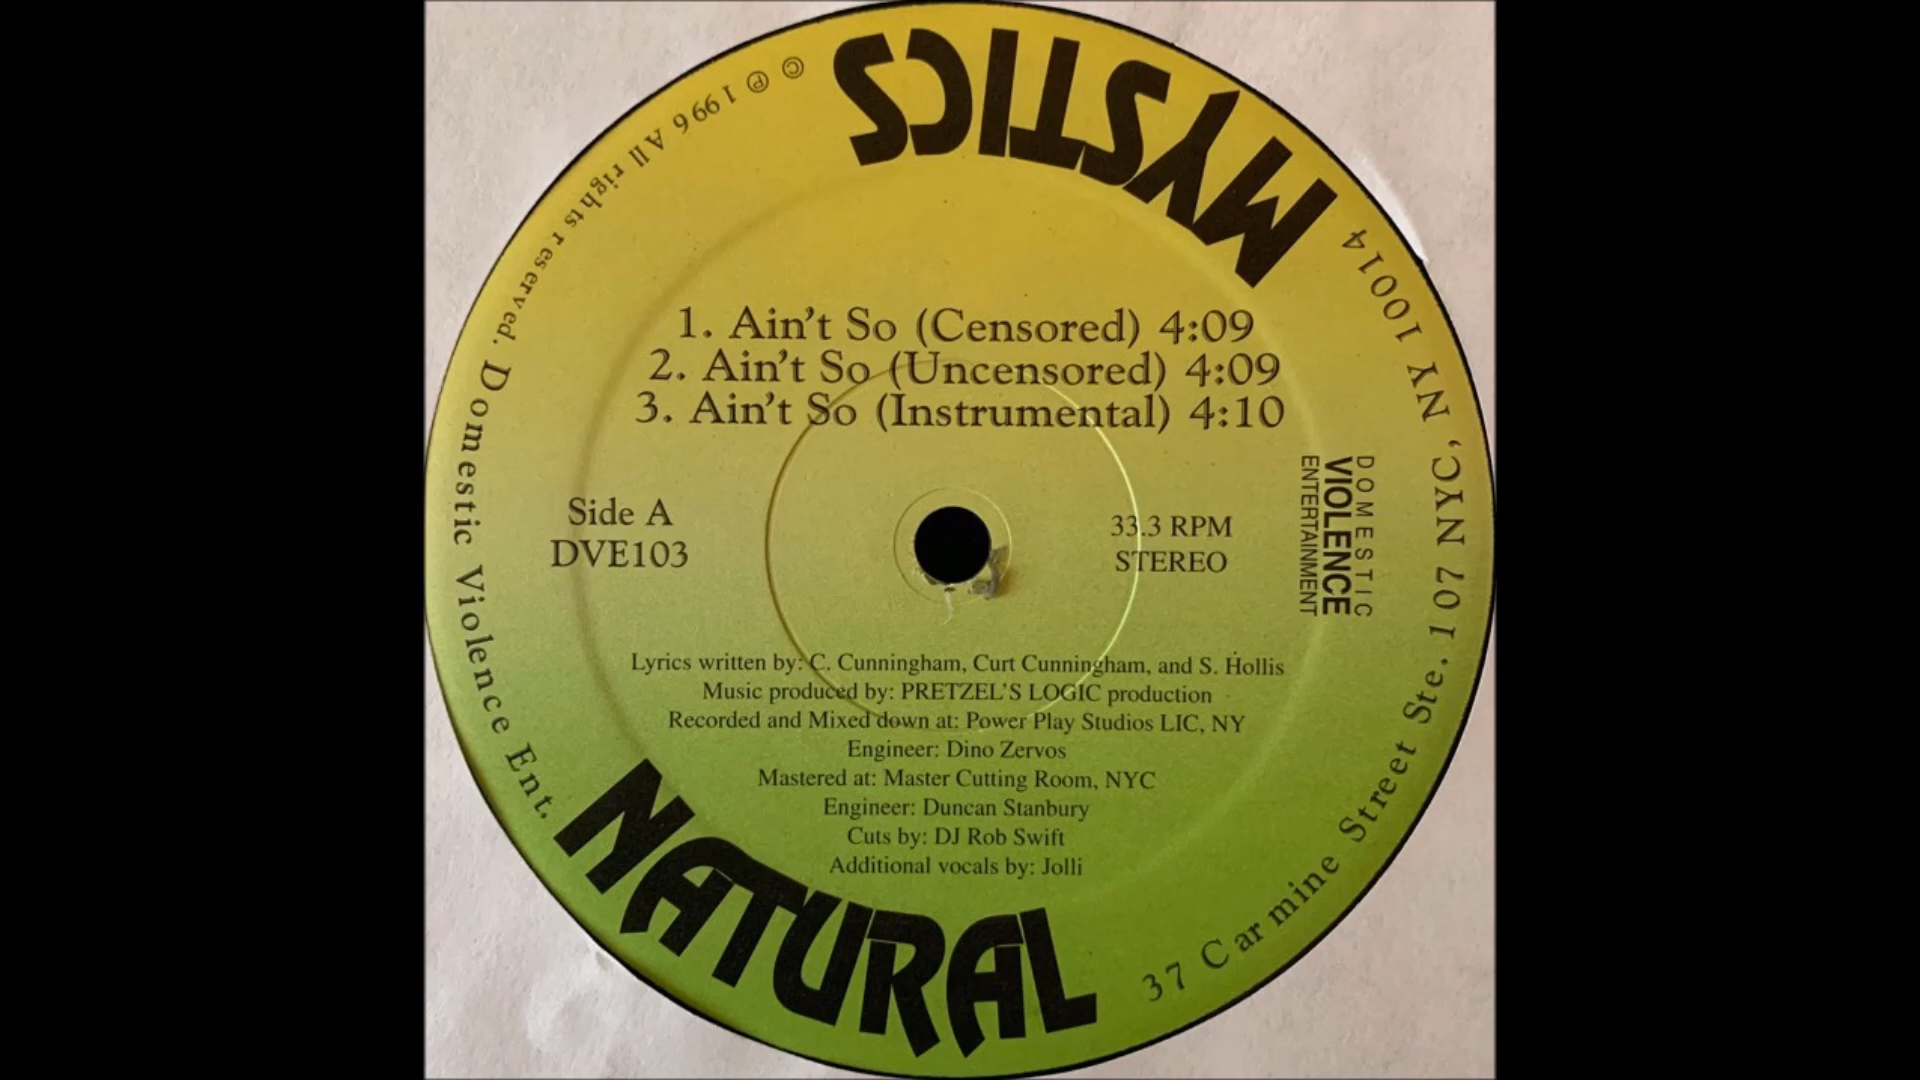 MYSTICS
1. Ain't So (Censored) 4:09
2. Ain't So (Uncensored) 4:09
3. Ain't So (Instrumental) 4:10
Side A
DVE103
33.3 RPM
STEREO
DOMESTIC
VIOLENCE
ENTERTAINMENT
Lyrics written by: C. Cunningham, Curt Cunningham, and S. Hollis
Music produced by: PRETZEL'S LOGIC production
Recorded and Mixed down at: Power Play Studios LIC, NY
Engineer: Dino Zervos
Mastered at: Master Cutting Room, NYC
Engineer: Duncan Stanbury
Cuts by: DJ Rob Swift
Additional vocals by: Jolli
NATURAL
© ℗ 1996 All rights reserved. Domestic Violence Ent.
37 Carmine Street Ste. 107 NYC, NY 10014